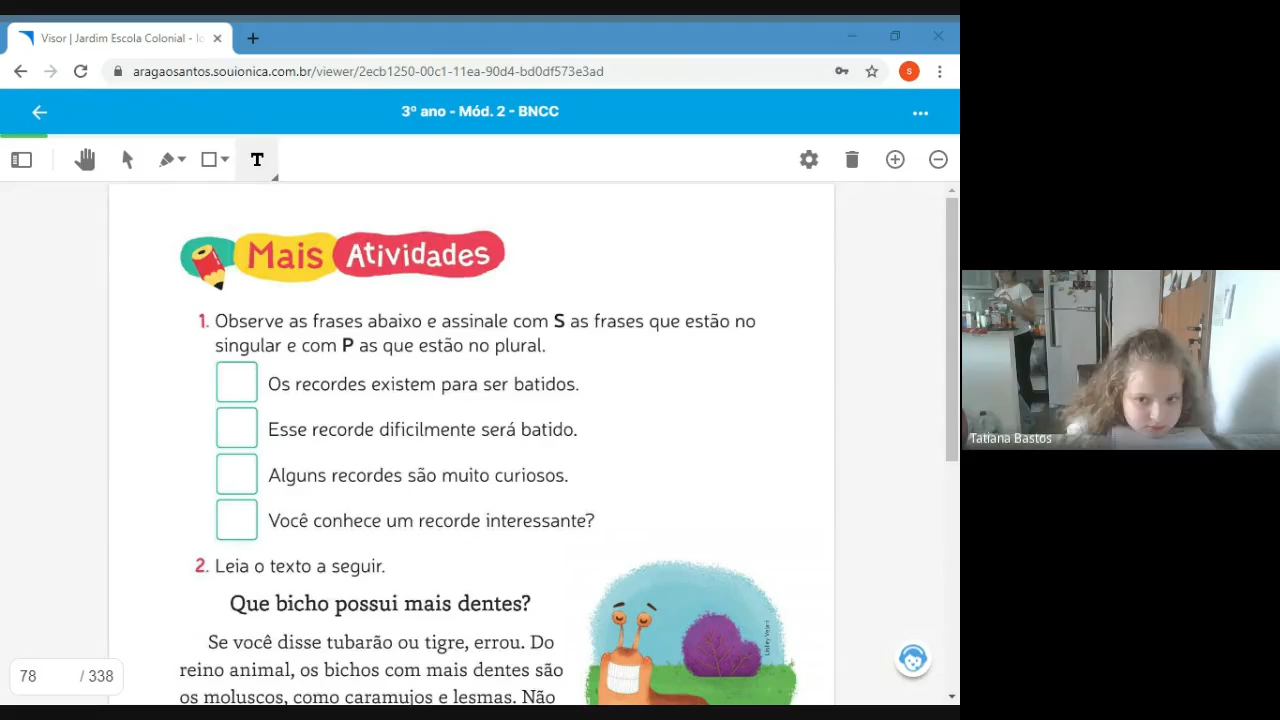 Visor | Jardim Escola Colonial - Io
aragaosantos.souionica.com.br/viewer/2ecb1250-00c1-11ea-90d4-bd0df573e3ad
S
3º ano - Mód. 2 - BNCC
T
Mais Atividades
1. Observe as frases abaixo e assinale com S as frases que estão no
singular e com P as que estão no plural.
Os recordes existem para ser batidos.
Esse recorde dificilmente será batido.
Alguns recordes são muito curiosos.
Você conhece um recorde interessante?
2. Leia o texto a seguir.
Que bicho possui mais dentes?
Se você disse tubarão ou tigre, errou. Do
reino animal, os bichos com mais dentes são
os moluscos, como caramujos e lesmas. Não
78 / 338
Tatiana Bastos